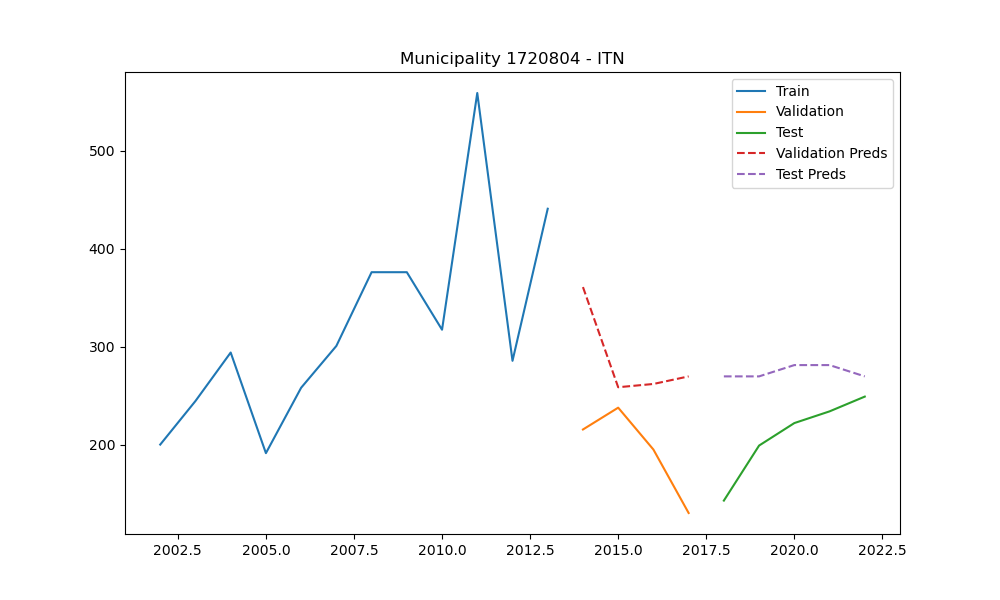 Municipality 1720804 - ITN
Train
Validation
Test
Validation Preds
Test Preds
500
400
300
200
2002.5 2005.0 2007.5 2010.0 2012.5 2015.0 2017.5 2020.0 2022.5